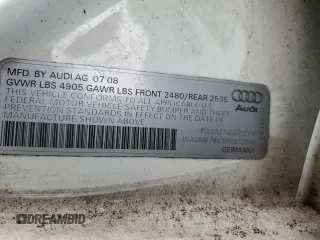 MFD. BY AUDI AG 07 08
GVWR LBS 4905 GAWR LBS FRONT 2480/REAR 2535
THIS VEHICLE CONFORMS TO ALL APPLICABLE
FEDERAL MOTOR VEHICLE SAFETY, BUMPER AND THEFT
PREVENTION STANDARDS IN EFFECT ON THE DATE OF
MANUFACTURE SHOWN ABOVE.
Audi
PASSENGER CAR
GERMANY
DREAMBID